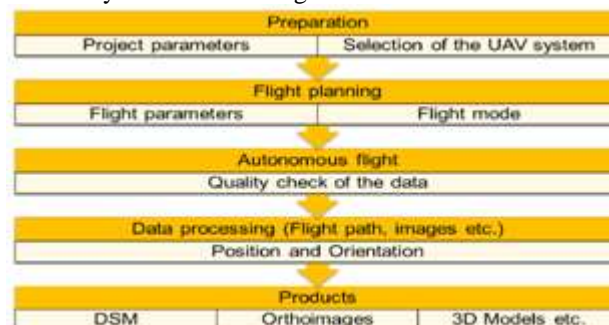 Preparation
Project parameters Selection of the UAV system
Flight planning
Flight parameters Flight mode
Autonomous flight
Quality check of the data
Data processing (Flight path, images etc.)
Position and Orientation
Products
DSM Orthoimages 3D Models etc.